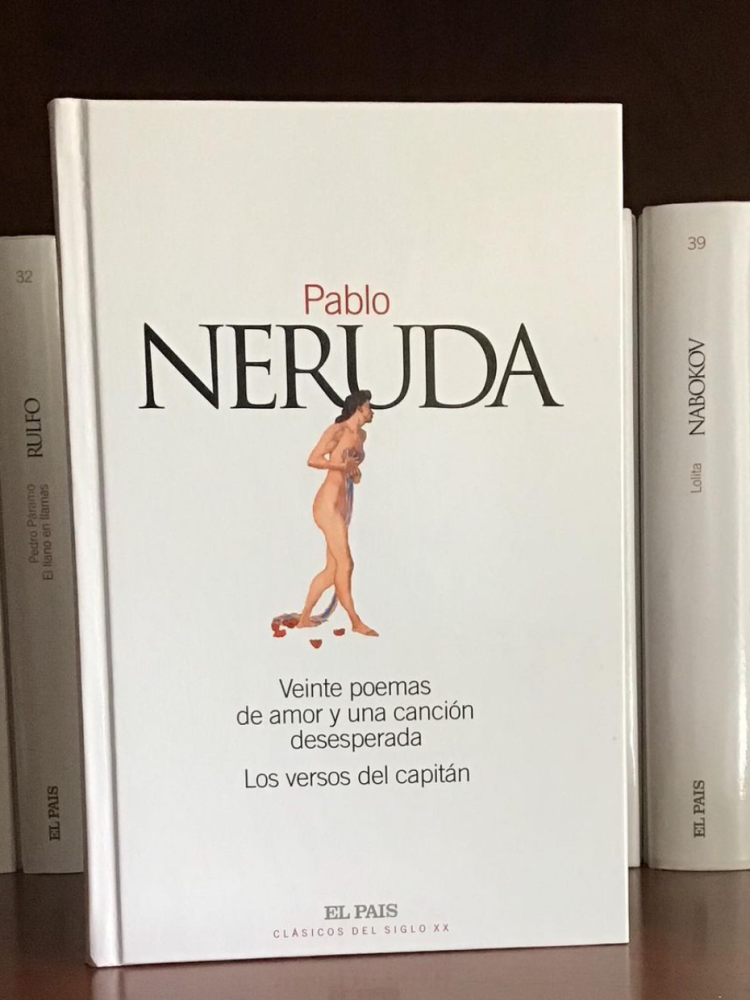 Pablo
NERUDA
Veinte poemas
de amor y una canción
desesperada
Los versos del capitán
EL PAIS
CLÁSICOS DEL SIGLO XX
32
Pedro Páramo
El llano en llamas
RULFO
EL PAIS
39
Lolita
NABOKOV
EL PAIS